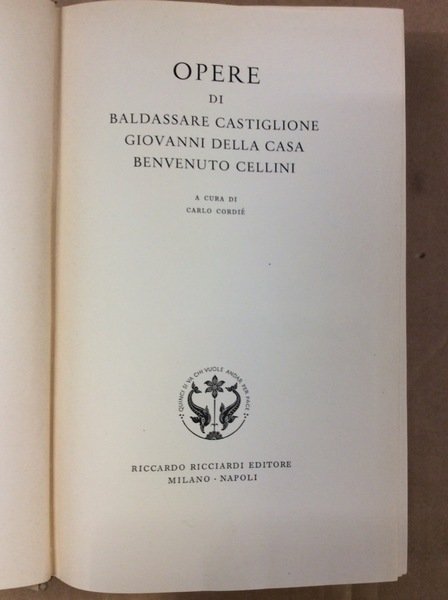 OPERE
DI
BALDASSARE CASTIGLIONE
GIOVANNI DELLA CASA
BENVENUTO CELLINI
A CURA DI
CARLO CORDIÉ
QUINCI SI VA CHI VUOLE ANDAR PER PACE
RICCARDO RICCIARDI EDITORE
MILANO · NAPOLI